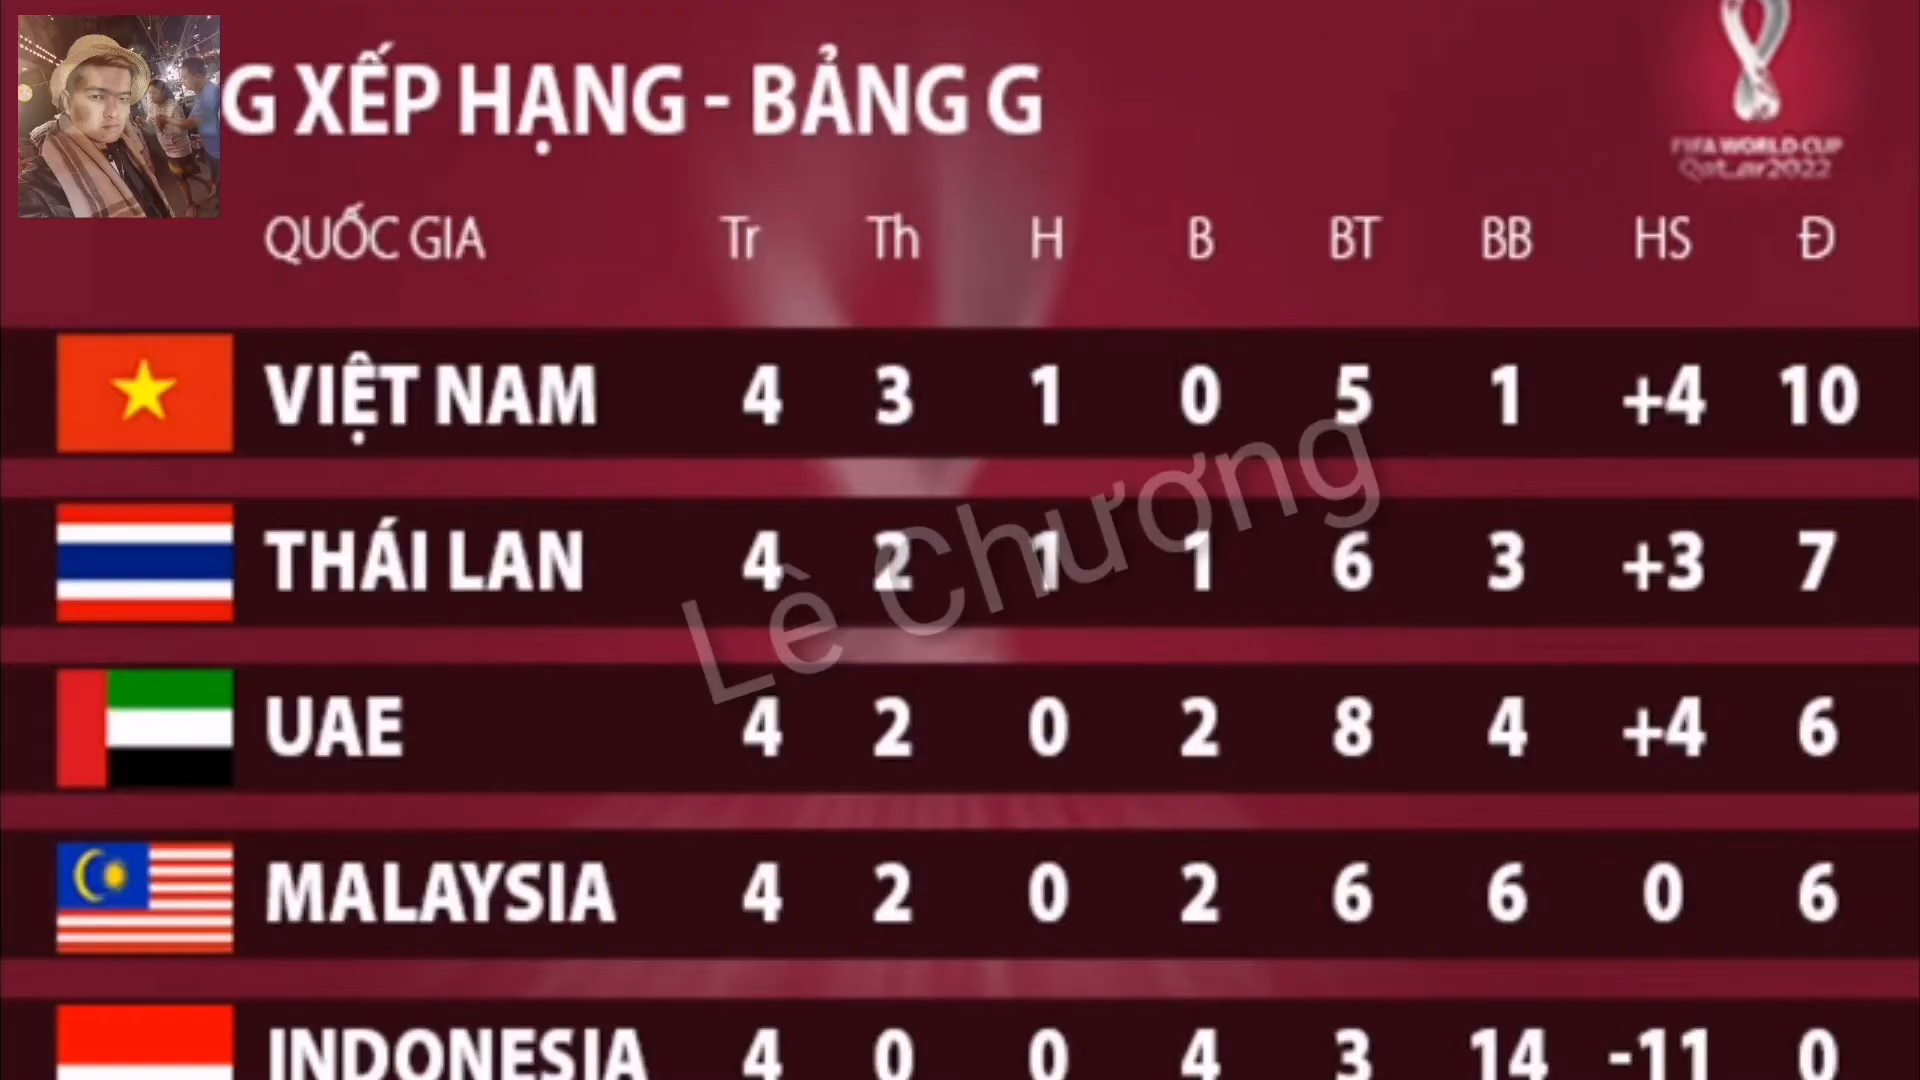 G XẾP HẠNG - BẢNG G
FIFA WORLD CUP
Qatar2022
QUỐC GIA Tr Th H B BT BB HS Đ
VIỆT NAM 4 3 1 0 5 1 +4 10
THÁI LAN 4 2 1 1 6 3 +3 7
Lè Chương
UAE 4 2 0 2 8 4 +4 6
MALAYSIA 4 2 0 2 6 6 0 6
INDONESIA 4 0 0 4 3 14 -11 0